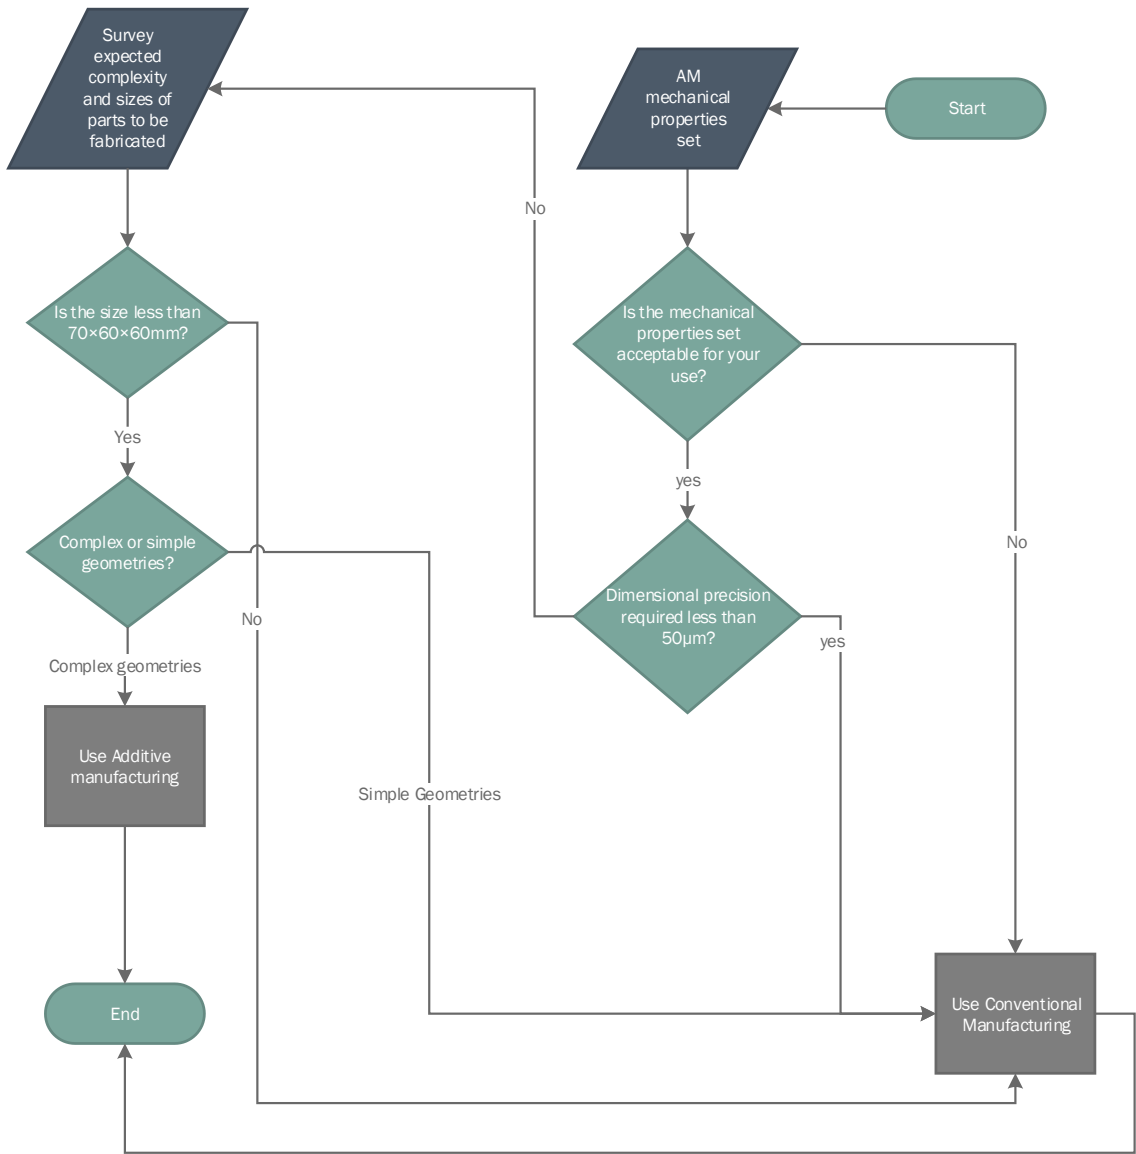 Survey
expected
complexity
and sizes of
parts to be
fabricated
AM
mechanical
properties
set
Start
No
Is the size less than
70×60×60mm?
Is the mechanical
properties set
acceptable for your
use?
Yes
yes
No
Complex or simple
geometries?
Dimensional precision
required less than
50µm?
No
yes
Complex geometries
Use Additive
manufacturing
Simple Geometries
End
Use Conventional
Manufacturing